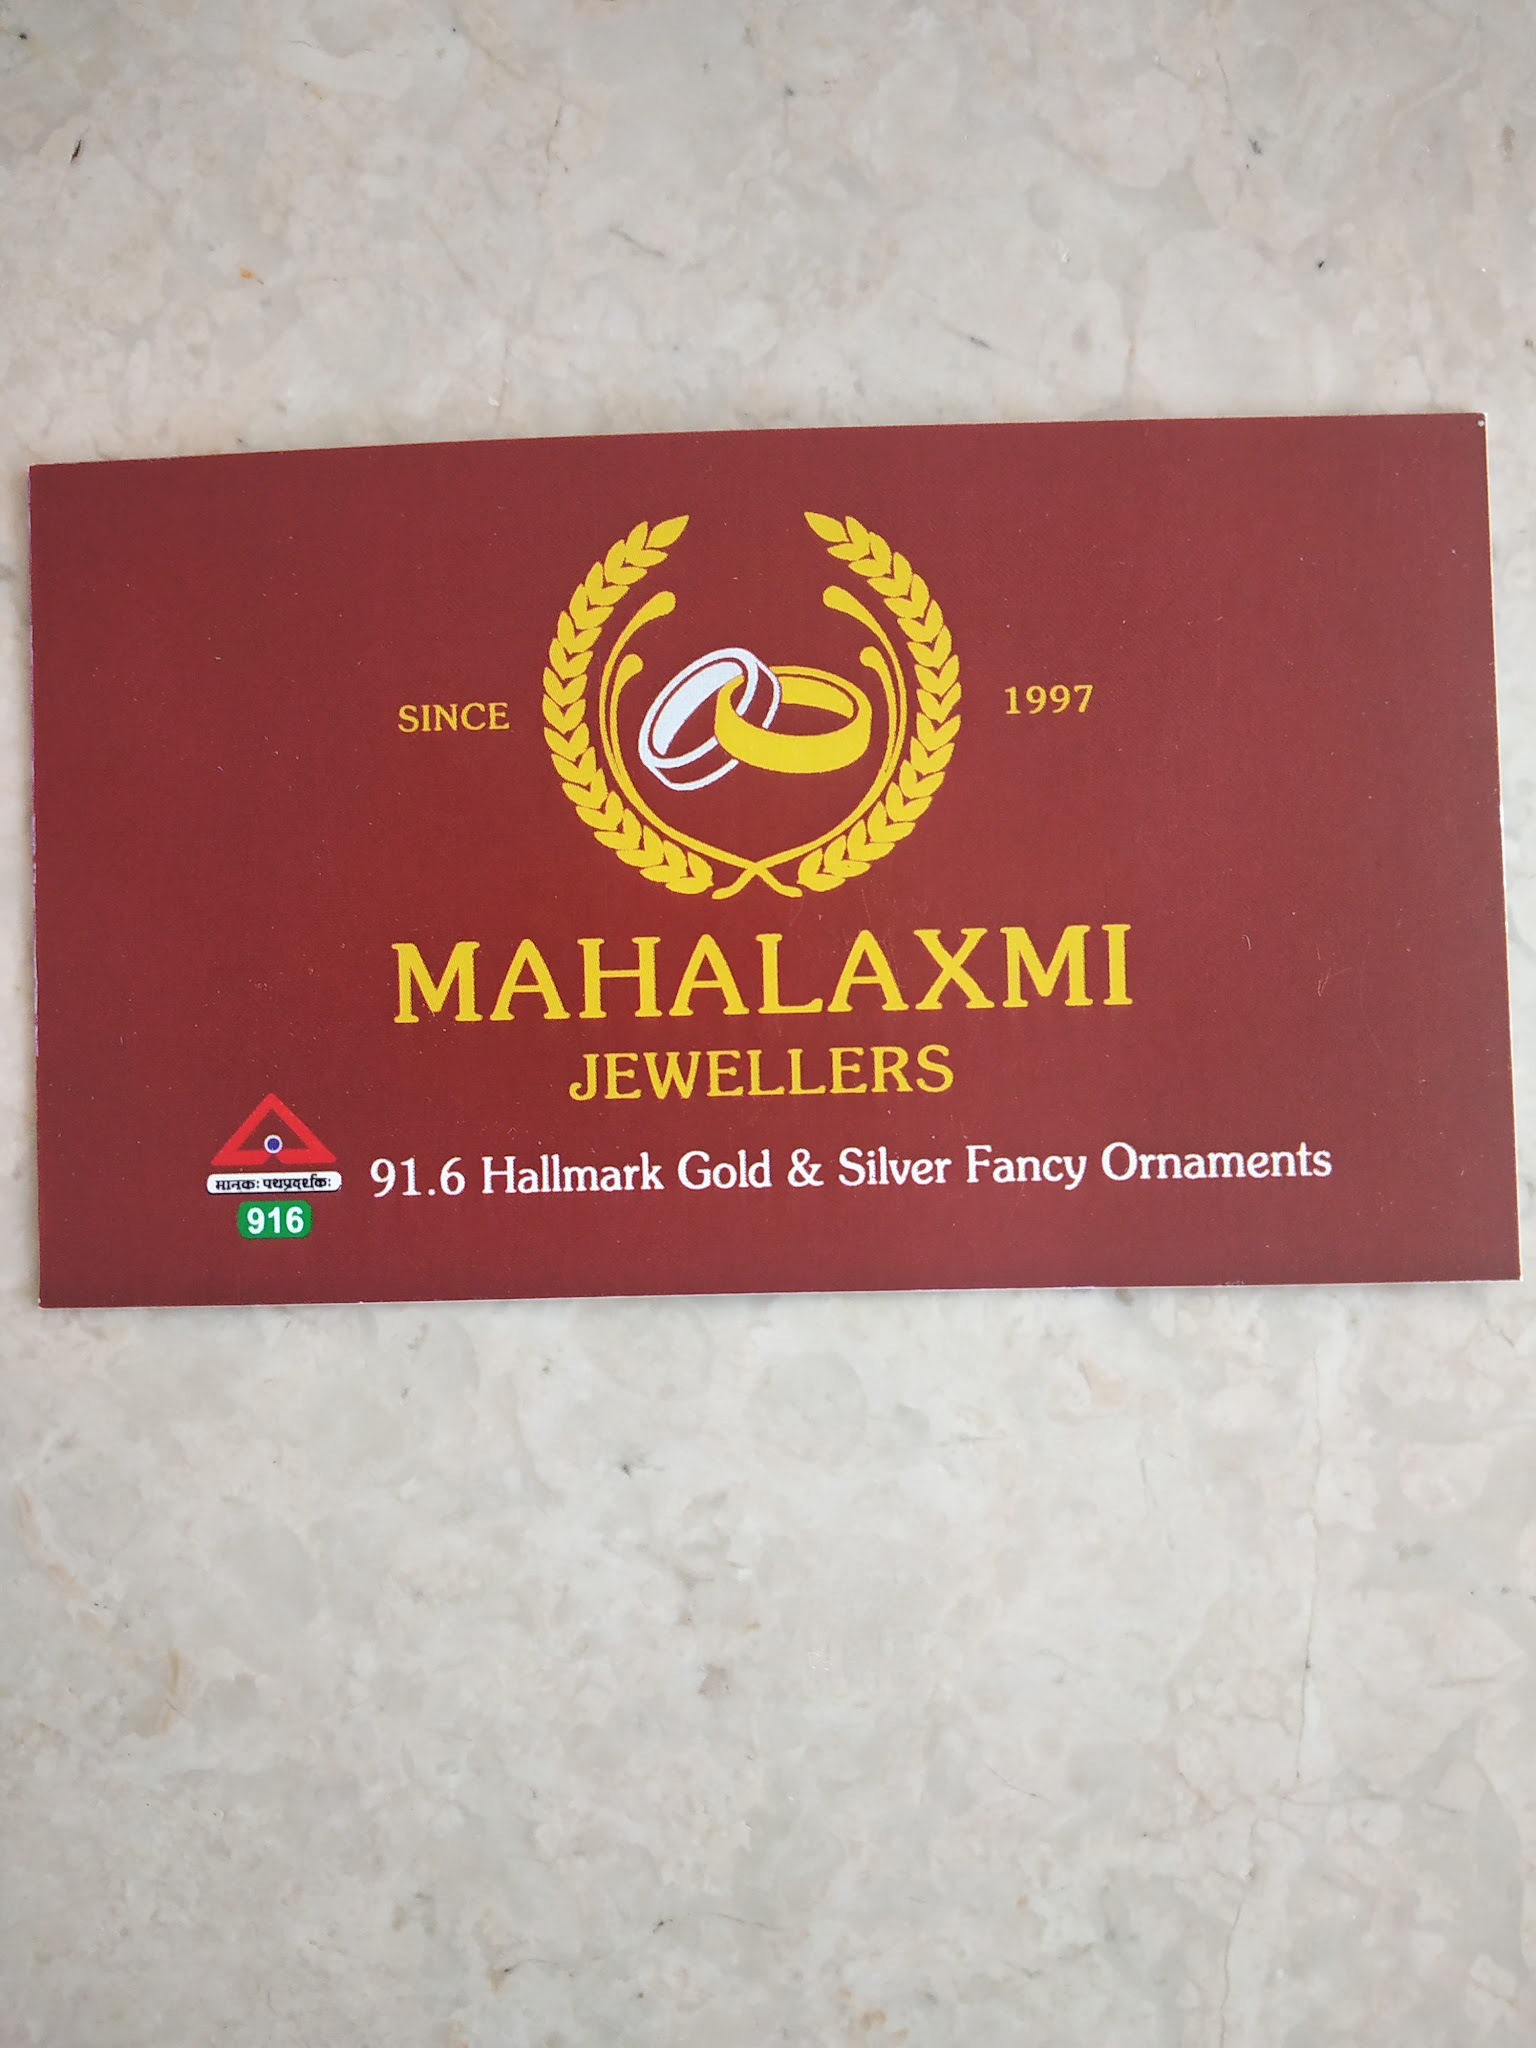 SINCE 1997
MAHALAXMI
JEWELLERS
91.6 Hallmark Gold & Silver Fancy Ornaments
मानकः पथप्रदर्शकः
916